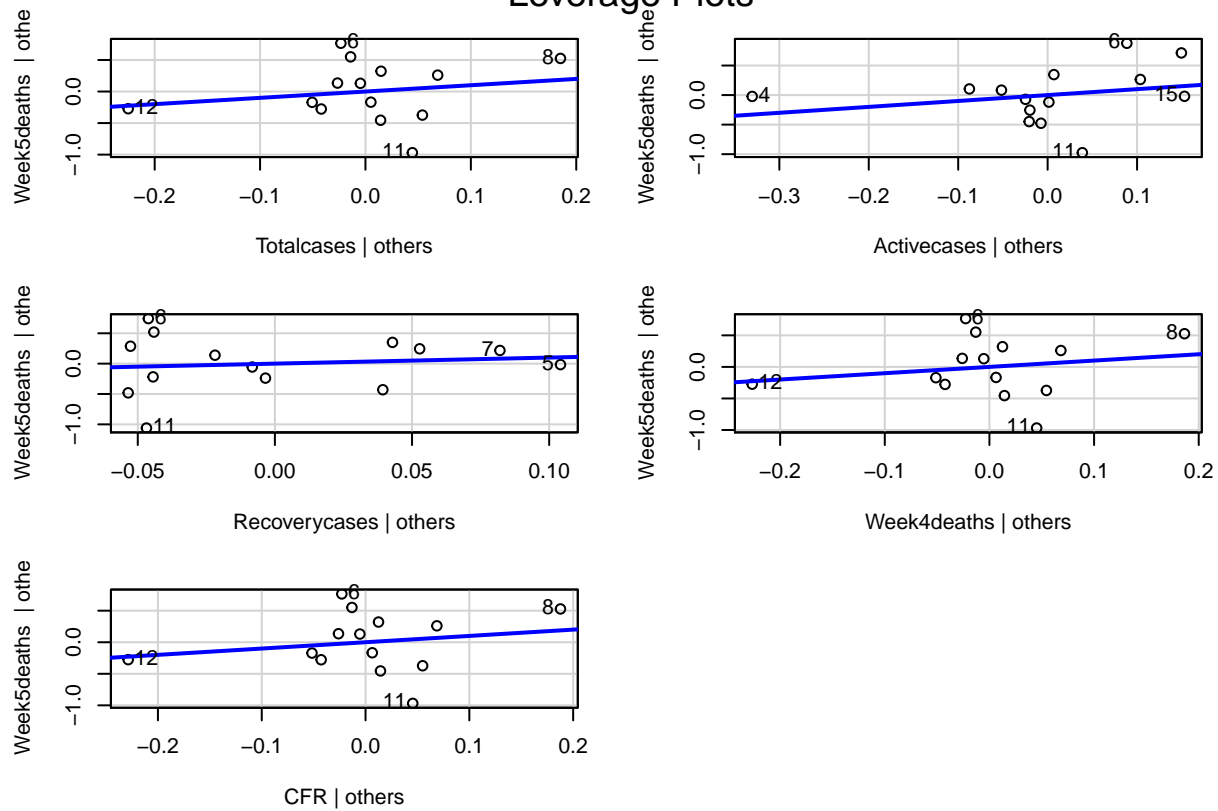 Leverage Plots
Week5deaths | othe
0.0
-1.0
6
8
12
11
-0.2 -0.1 0.0 0.1 0.2
Totalcases | others
Week5deaths | othe
0.0
-1.0
6
4
15
11
-0.3 -0.2 -0.1 0.0 0.1
Activecases | others
Week5deaths | othe
0.0
-1.0
6
7
5
11
-0.05 0.00 0.05 0.10
Recoverycases | others
Week5deaths | othe
0.0
-1.0
6
8
12
11
-0.2 -0.1 0.0 0.1 0.2
Week4deaths | others
Week5deaths | othe
0.0
-1.0
6
8
12
11
-0.2 -0.1 0.0 0.1 0.2
CFR | others